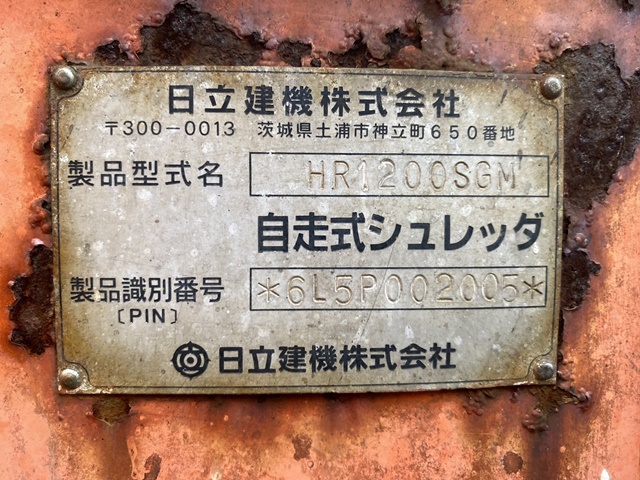 日立建機株式会社
〒300-0013 茨城県土浦市神立町650番地
製品型式名 HR1200SGM
自走式シュレッダ
製品識別番号 *6L5P002005*
〔PIN〕
日立建機株式会社